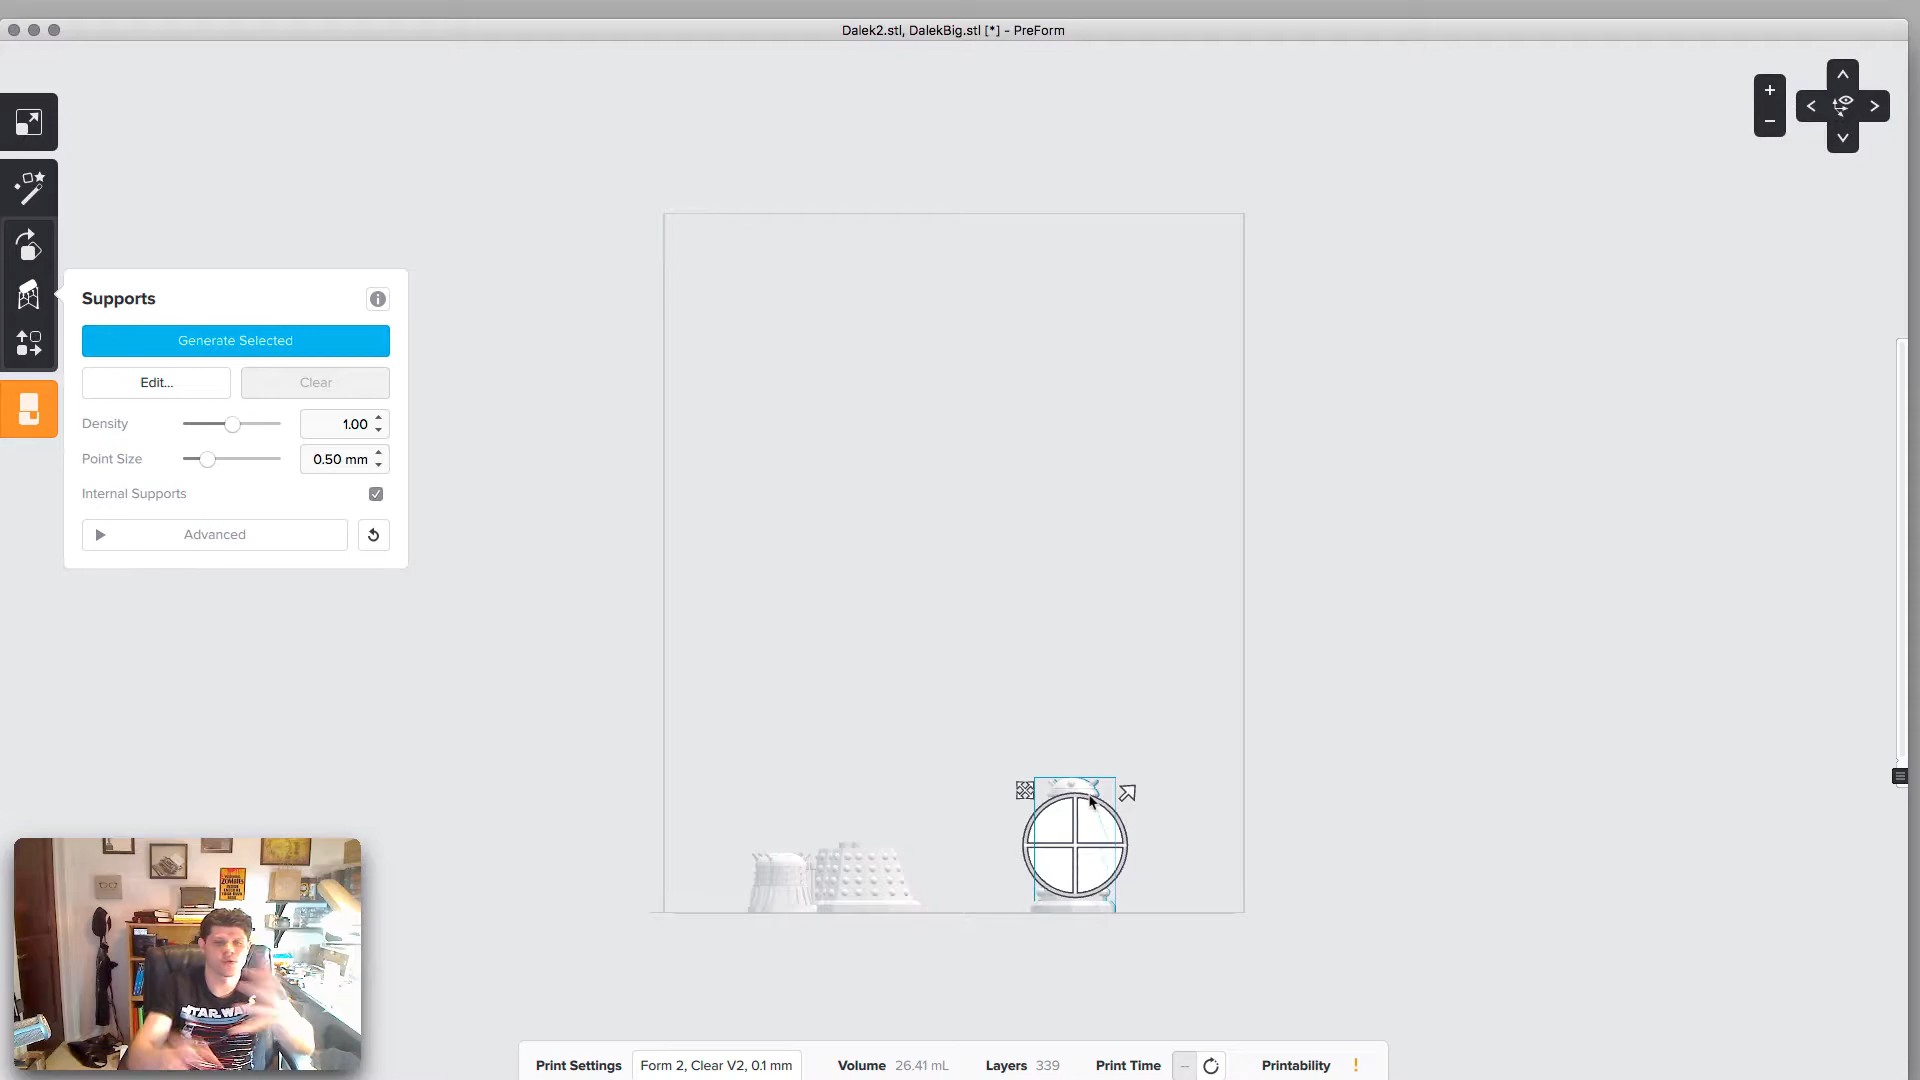 Dalek2.stl, DalekBig.stl [*] - PreForm
Supports
Generate Selected
Edit...
Clear
Density
1.00
Point Size
0.50 mm
Internal Supports
Advanced
STAR WARS
Print Settings
Form 2, Clear V2, 0.1 mm
Volume 26.41 mL
Layers 339
Print Time --
Printability !